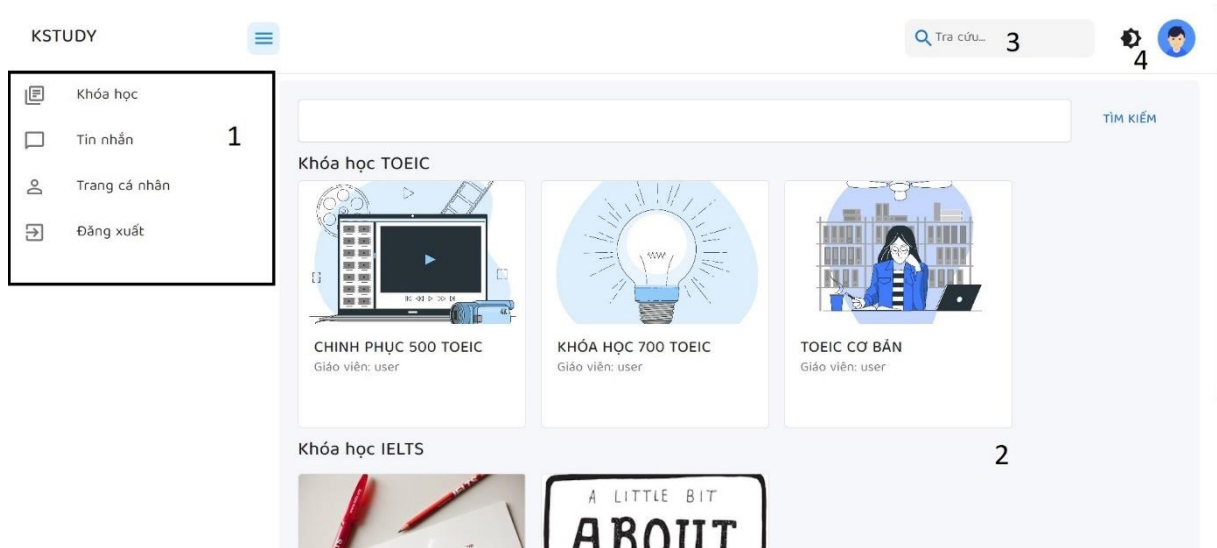 KSTUDY
Tra cứu...
3
4
Khóa học
Tin nhắn
1
Trang cá nhân
Đăng xuất
TÌM KIẾM
Khóa học TOEIC
4K
CHINH PHỤC 500 TOEIC
Giáo viên: user
KHÓA HỌC 700 TOEIC
Giáo viên: user
TOEIC CƠ BẢN
Giáo viên: user
Khóa học IELTS
2
A LITTLE BIT
ABOUT